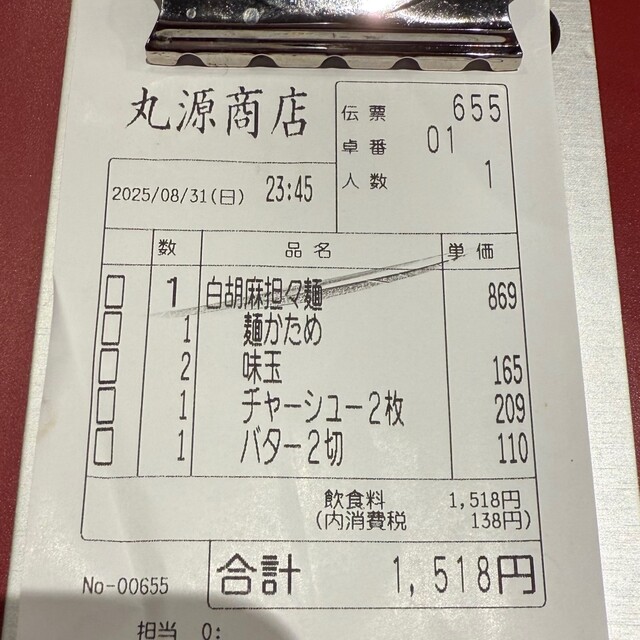 丸源商店
伝票 655
卓番 01
人数 1
2025/08/31(日) 23:45
数 品名 単価
1 白胡麻担々麺 869
1 麺かため
2 味玉 165
1 チャーシュー2枚 209
1 バター2切 110
飲食料 1,518円
(内消費税 138円)
合計 1,518円
No-00655
担当 0: